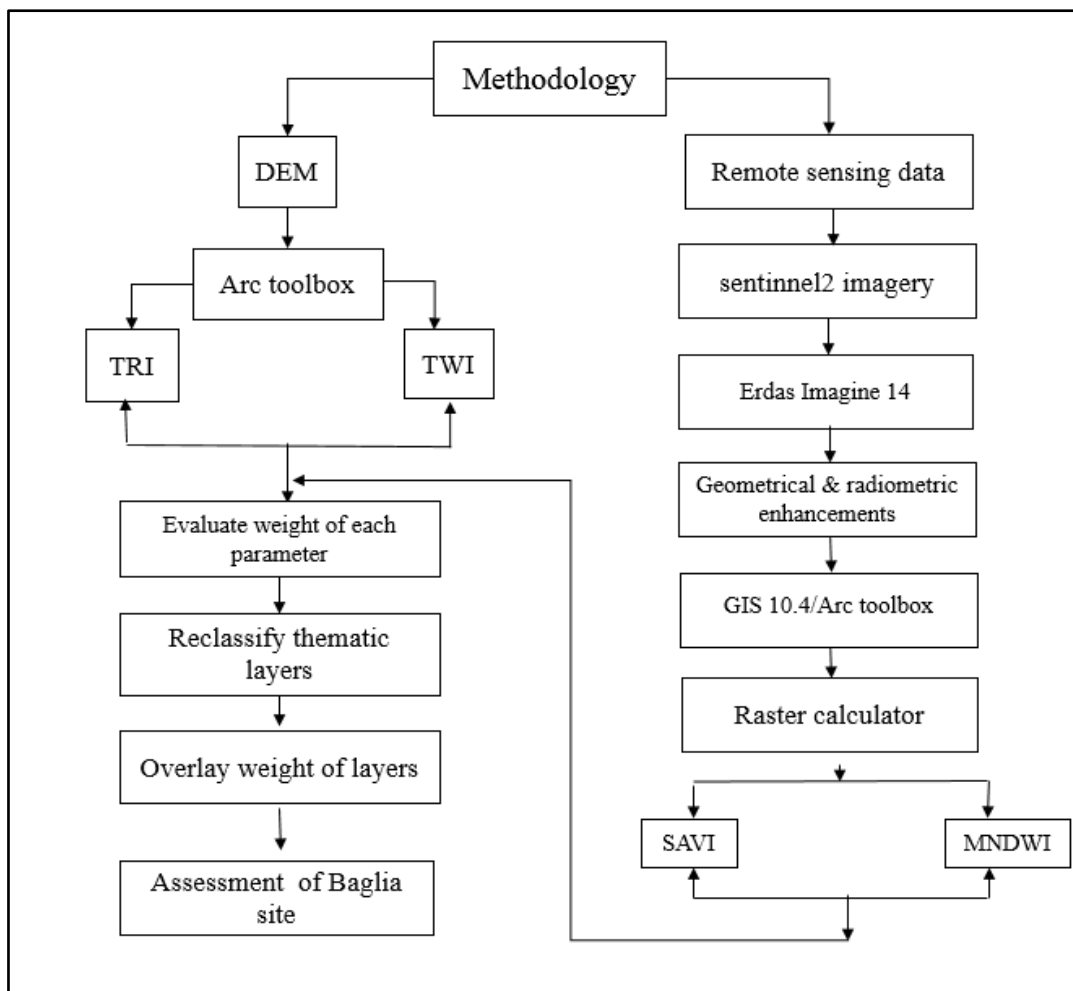 Methodology
DEM
Arc toolbox
TRI
TWI
Evaluate weight of each
parameter
Reclassify thematic
layers
Overlay weight of layers
Assessment of Baglia
site
Remote sensing data
sentinnel2 imagery
Erdas Imagine 14
Geometrical & radiometric
enhancements
GIS 10.4/Arc toolbox
Raster calculator
SAVI
MNDWI